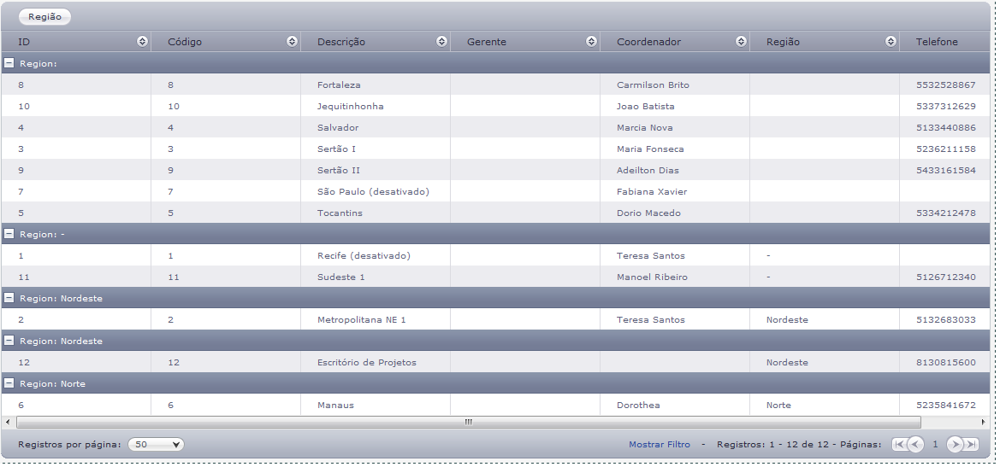 Região
ID Código Descrição Gerente Coordenador Região Telefone
Region:
8 8 Fortaleza Carmilson Brito 5532528867
10 10 Jequitinhonha Joao Batista 5337312629
4 4 Salvador Marcia Nova 5133440886
3 3 Sertão I Maria Fonseca 5236211158
9 9 Sertão II Adeilton Dias 5433161584
7 7 São Paulo (desativado) Fabiana Xavier
5 5 Tocantins Dorio Macedo 5334212478
Region: -
1 1 Recife (desativado) Teresa Santos -
11 11 Sudeste 1 Manoel Ribeiro - 5126712340
Region: Nordeste
2 2 Metropolitana NE 1 Teresa Santos Nordeste 5132683033
Region: Nordeste
12 12 Escritório de Projetos Nordeste 8130815600
Region: Norte
6 6 Manaus Dorothea Norte 5235841672
Registros por página: 50 Mostrar Filtro - Registros: 1 - 12 de 12 - Páginas: 1